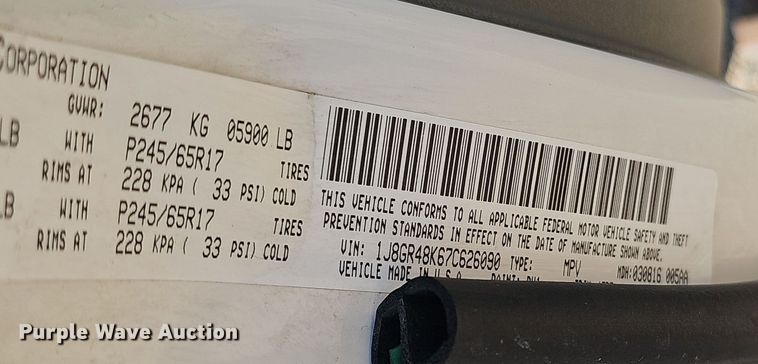 CORPORATION
GVWR: 2677 KG 05900 LB
LB WITH P245/65R17 TIRES
RIMS AT 228 KPA ( 33 PSI) COLD
LB WITH P245/65R17 TIRES
RIMS AT 228 KPA ( 33 PSI) COLD
THIS VEHICLE CONFORMS TO ALL APPLICABLE FEDERAL MOTOR VEHICLE SAFETY AND THEFT
PREVENTION STANDARDS IN EFFECT ON THE DATE OF MANUFACTURE SHOWN ABOVE.
VIN: 1J8GR48K67C626090 TYPE: MPV MDH:030816 005AA
VEHICLE MADE IN U.S.A
Purple Wave Auction